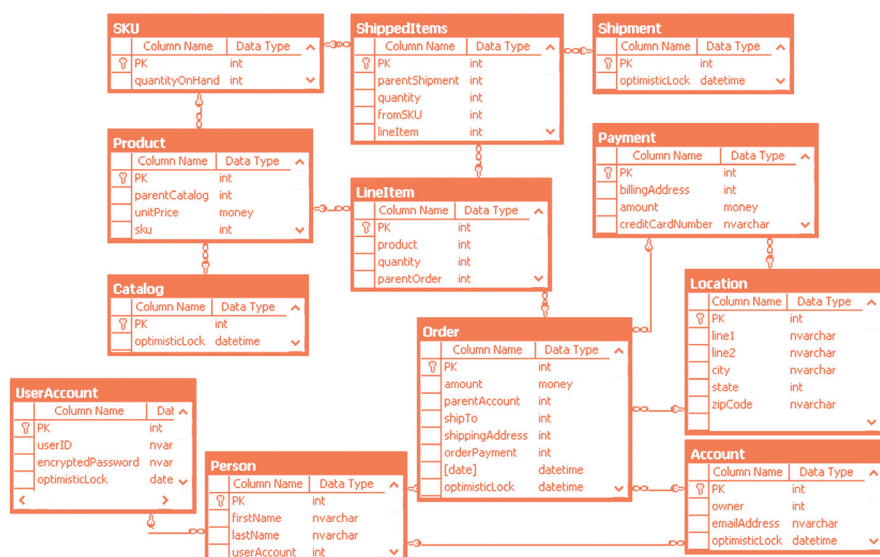 SKU
Column Name Data Type
PK int
quantityOnHand int
ShippedItems
Column Name Data Type
PK int
parentShipment int
quantity int
fromSKU int
lineItem int
Shipment
Column Name Data Type
PK int
optimisticLock datetime
Product
Column Name Data Type
PK int
parentCatalog int
unitPrice money
sku int
LineItem
Column Name Data Type
PK int
product int
quantity int
parentOrder int
Payment
Column Name Data Type
PK int
billingAddress int
amount money
creditCardNumber nvarchar
Catalog
Column Name Data Type
PK int
optimisticLock datetime
Order
Column Name Data Type
PK int
amount money
parentAccount int
shipTo int
shippingAddress int
orderPayment int
[date] datetime
optimisticLock datetime
Location
Column Name Data Type
PK int
line1 nvarchar
line2 nvarchar
city nvarchar
state int
zipCode nvarchar
UserAccount
Column Name Dat
PK int
userID nvar
encryptedPassword nvar
optimisticLock date
Person
Column Name Data Type
PK int
firstName nvarchar
lastName nvarchar
userAccount int
Account
Column Name Data Type
PK int
owner int
emailAddress nvarchar
optimisticLock datetime